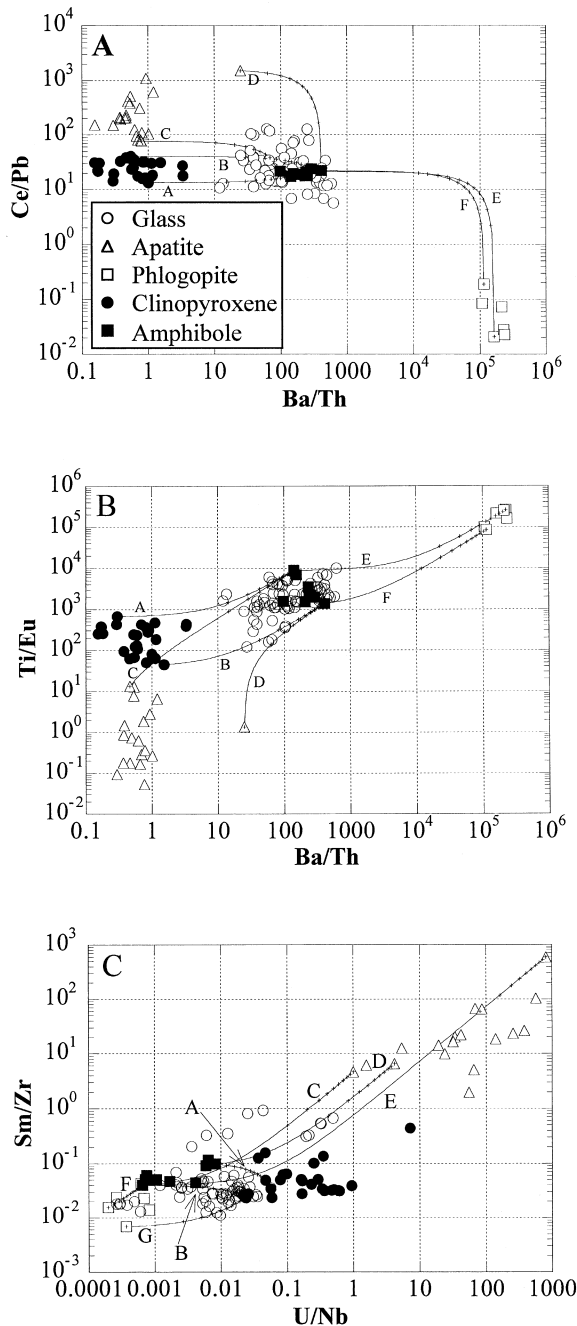 A
10^4
10^3
10^2
10^1
10^0
10^-1
10^-2
Ce/Pb
D
C
B
A
E
F
Glass
Apatite
Phlogopite
Clinopyroxene
Amphibole
0.1 1 10 100 1000 10^4 10^5 10^6
Ba/Th
B
10^6
10^5
10^4
10^3
10^2
10^1
10^0
10^-1
10^-2
Ti/Eu
A
E
F
B
C
D
0.1 1 10 100 1000 10^4 10^5 10^6
Ba/Th
C
10^3
10^2
10^1
10^0
10^-1
10^-2
10^-3
Sm/Zr
A
C
D
E
F
G
B
0.0001 0.001 0.01 0.1 1 10 100 1000
U/Nb